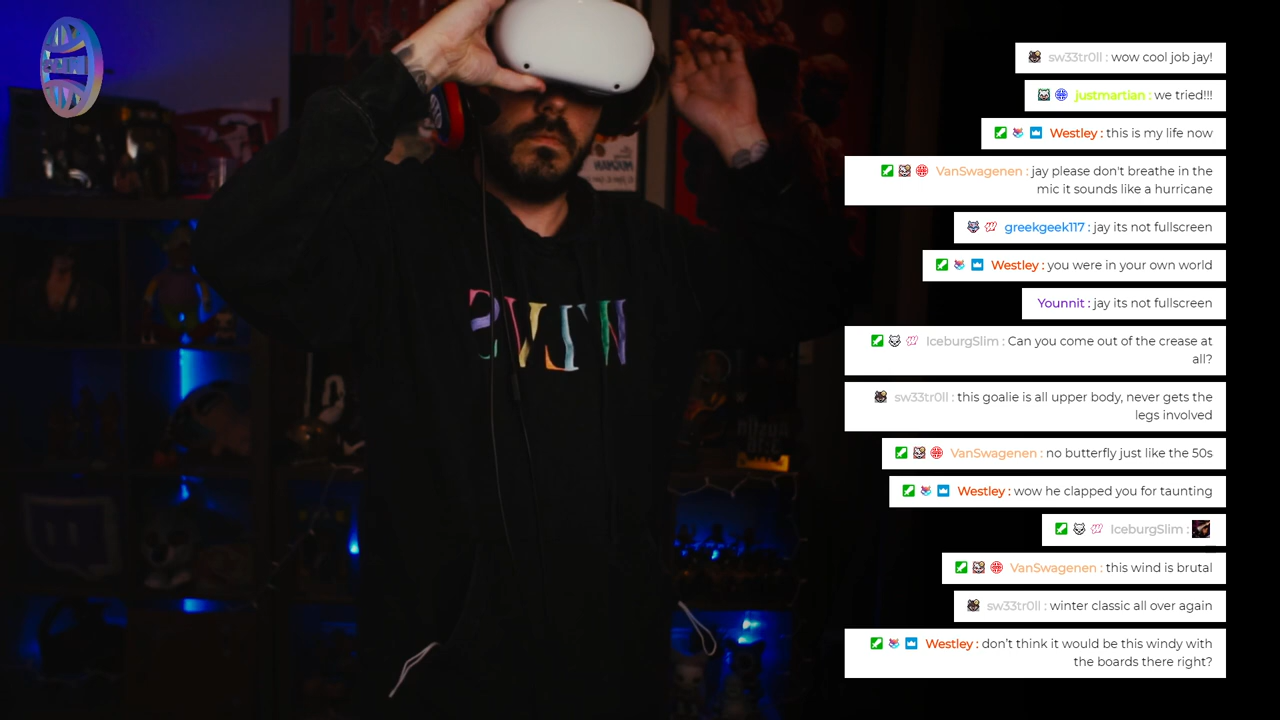 sw33tr0ll : wow cool job jay!
justmartian : we tried!!!
Westley : this is my life now
VanSwagenen : jay please don't breathe in the
mic it sounds like a hurricane
greekgeek117 : jay its not fullscreen
Westley : you were in your own world
Younnit : jay its not fullscreen
IceburgSlim : Can you come out of the crease at
all?
sw33tr0ll : this goalie is all upper body, never gets the
legs involved
VanSwagenen : no butterfly just like the 50s
Westley : wow he clapped you for taunting
IceburgSlim :
VanSwagenen : this wind is brutal
sw33tr0ll : winter classic all over again
Westley : don't think it would be this windy with
the boards there right?